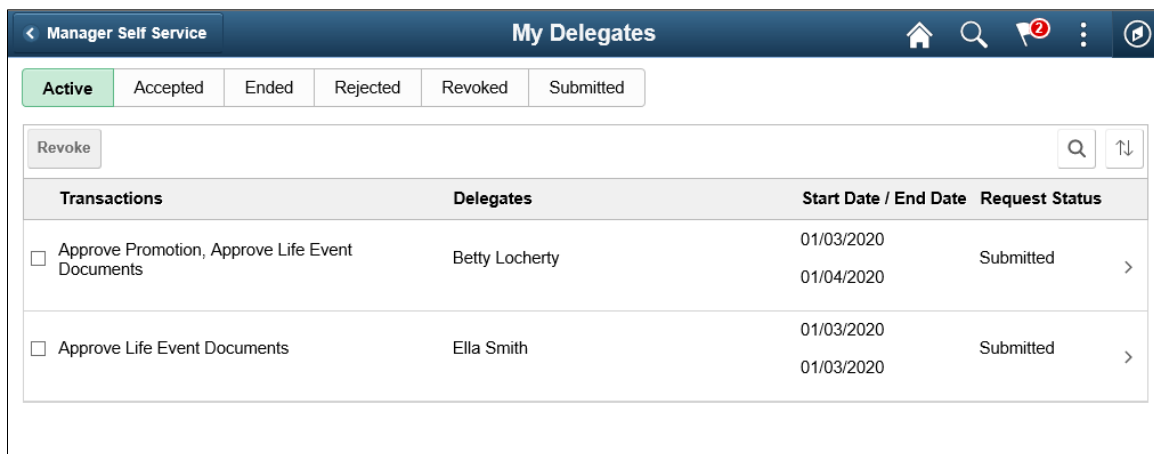 Manager Self Service
My Delegates
2
Active Accepted Ended Rejected Revoked Submitted
Revoke
Transactions Delegates Start Date / End Date Request Status
Approve Promotion, Approve Life Event
Documents
Betty Locherty
01/03/2020
01/04/2020
Submitted
Approve Life Event Documents
Ella Smith
01/03/2020
01/03/2020
Submitted